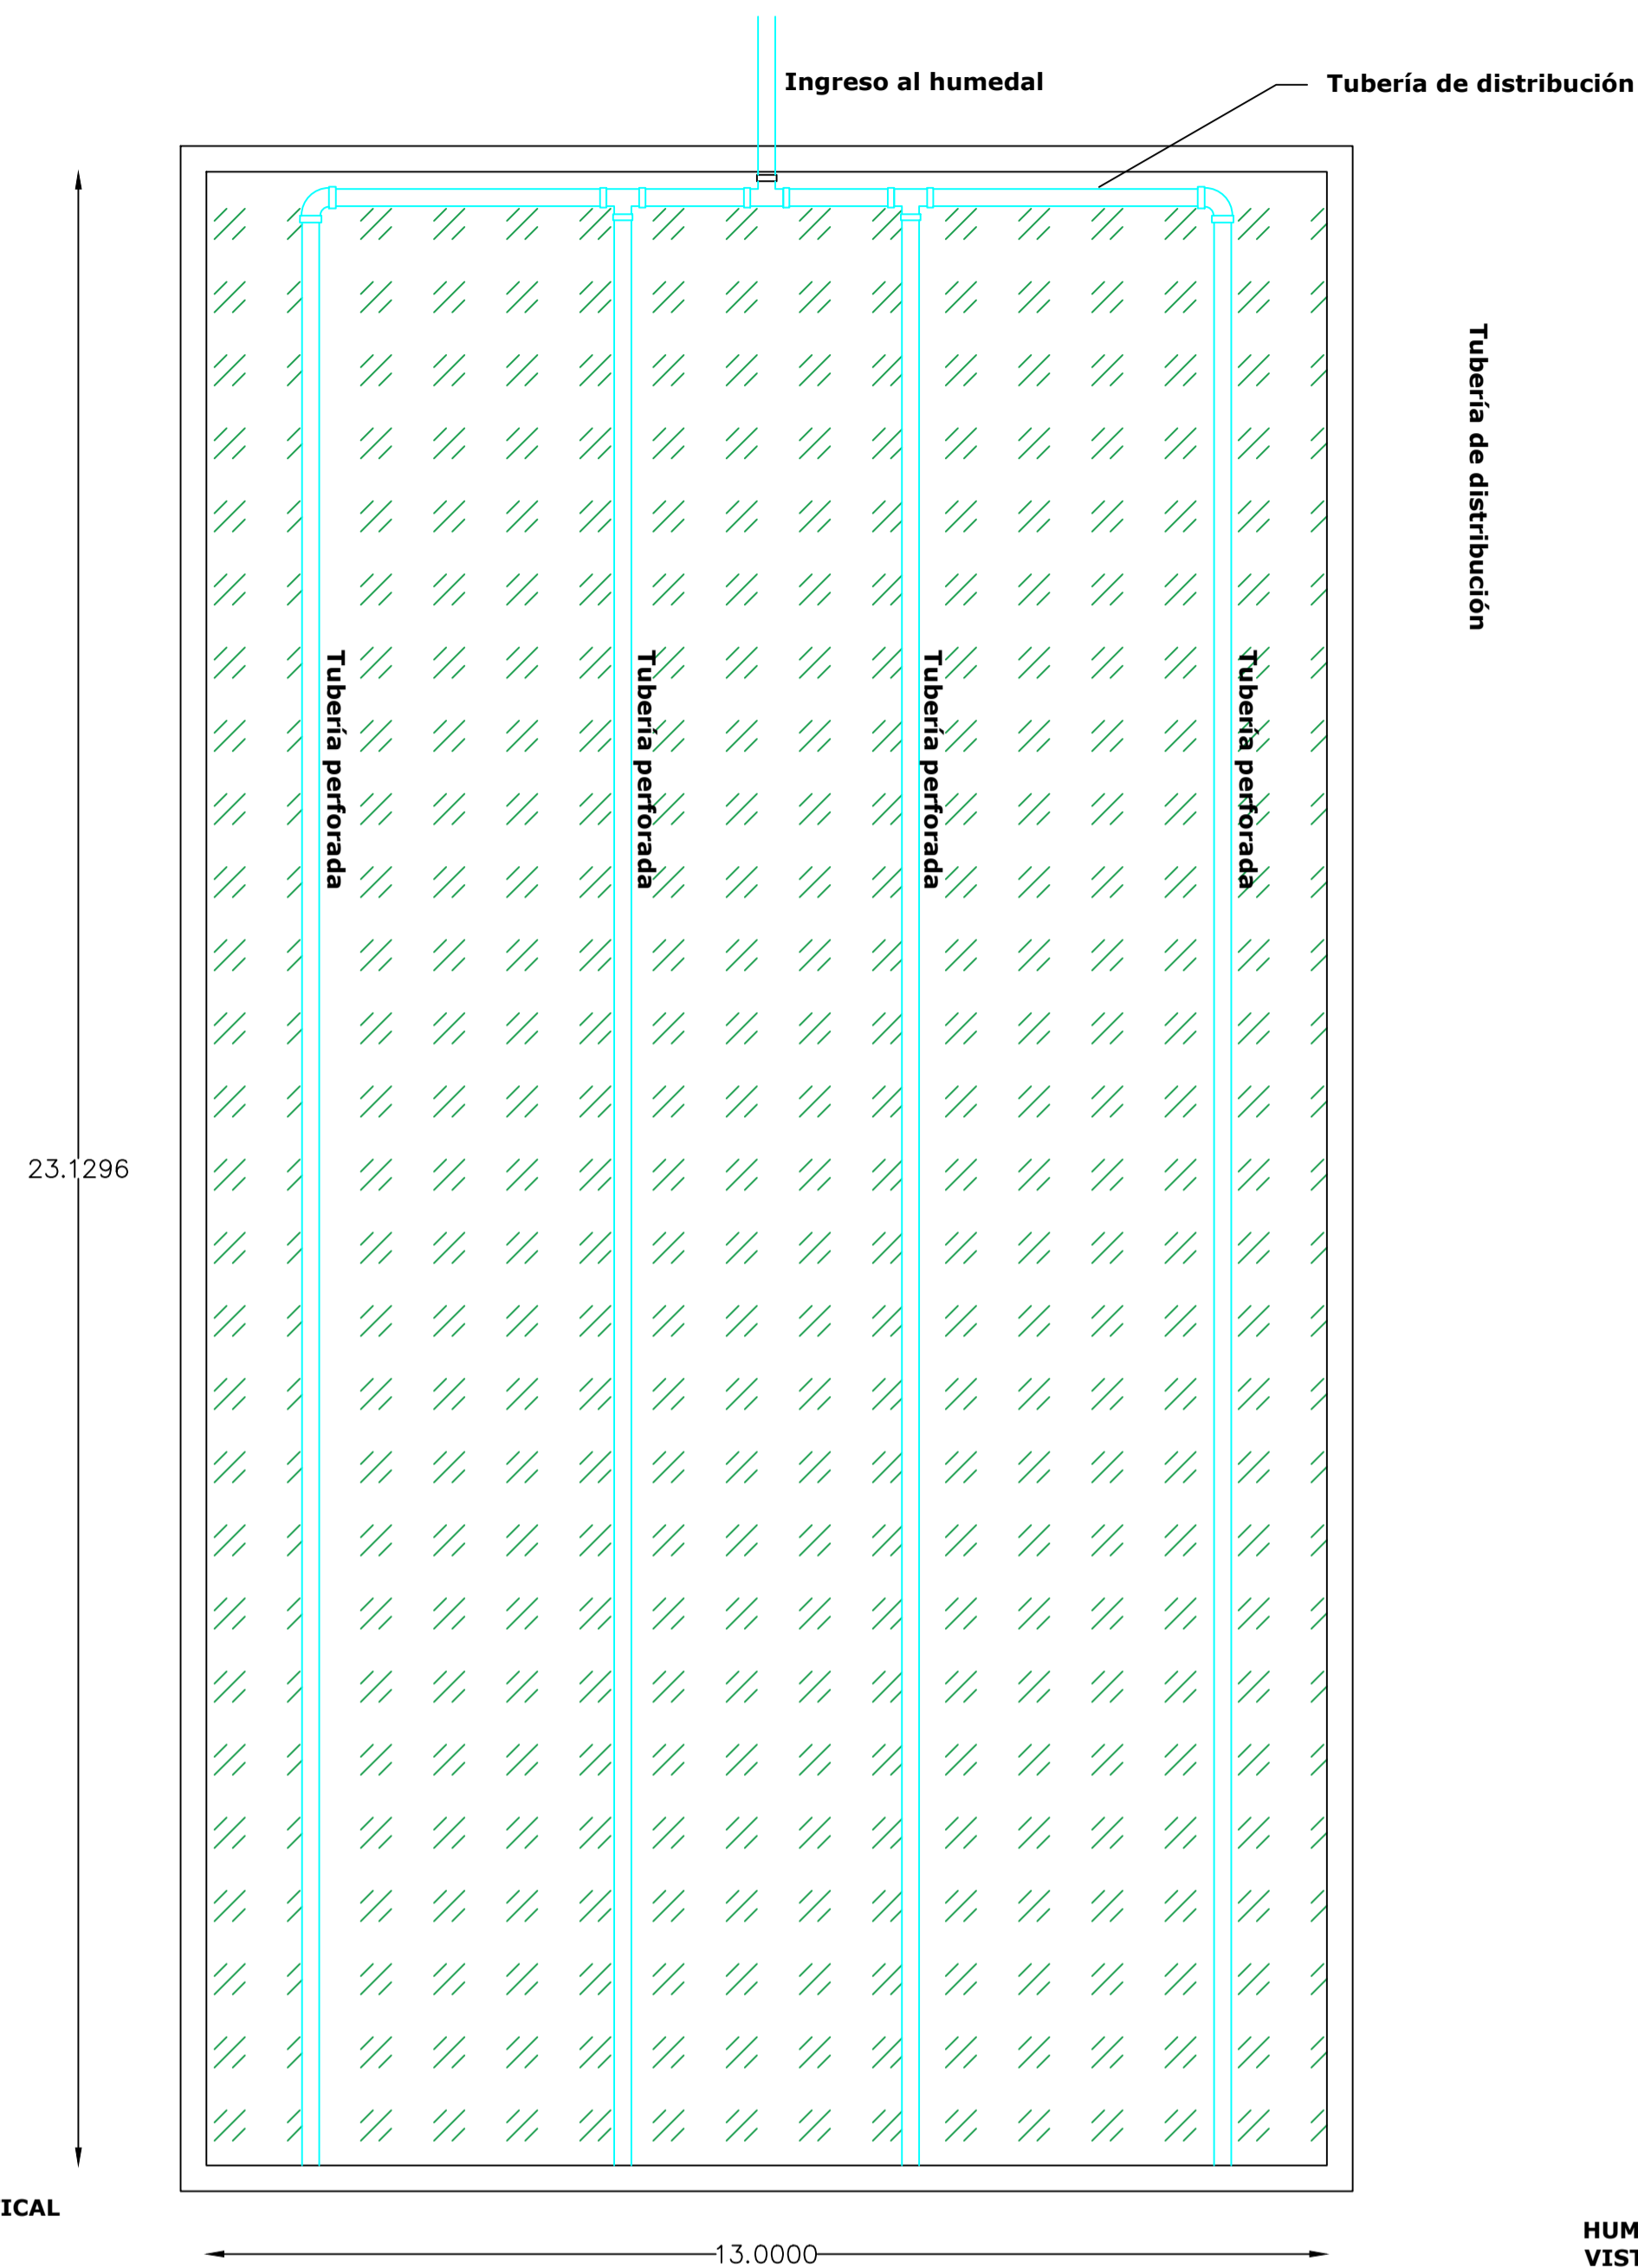 Ingreso al humedal
Tubería de distribución
Tubería de distribución
Tubería perforada
Tubería perforada
Tubería perforada
Tubería perforada
23.1296
ICAL
13.0000
HUM
VIST